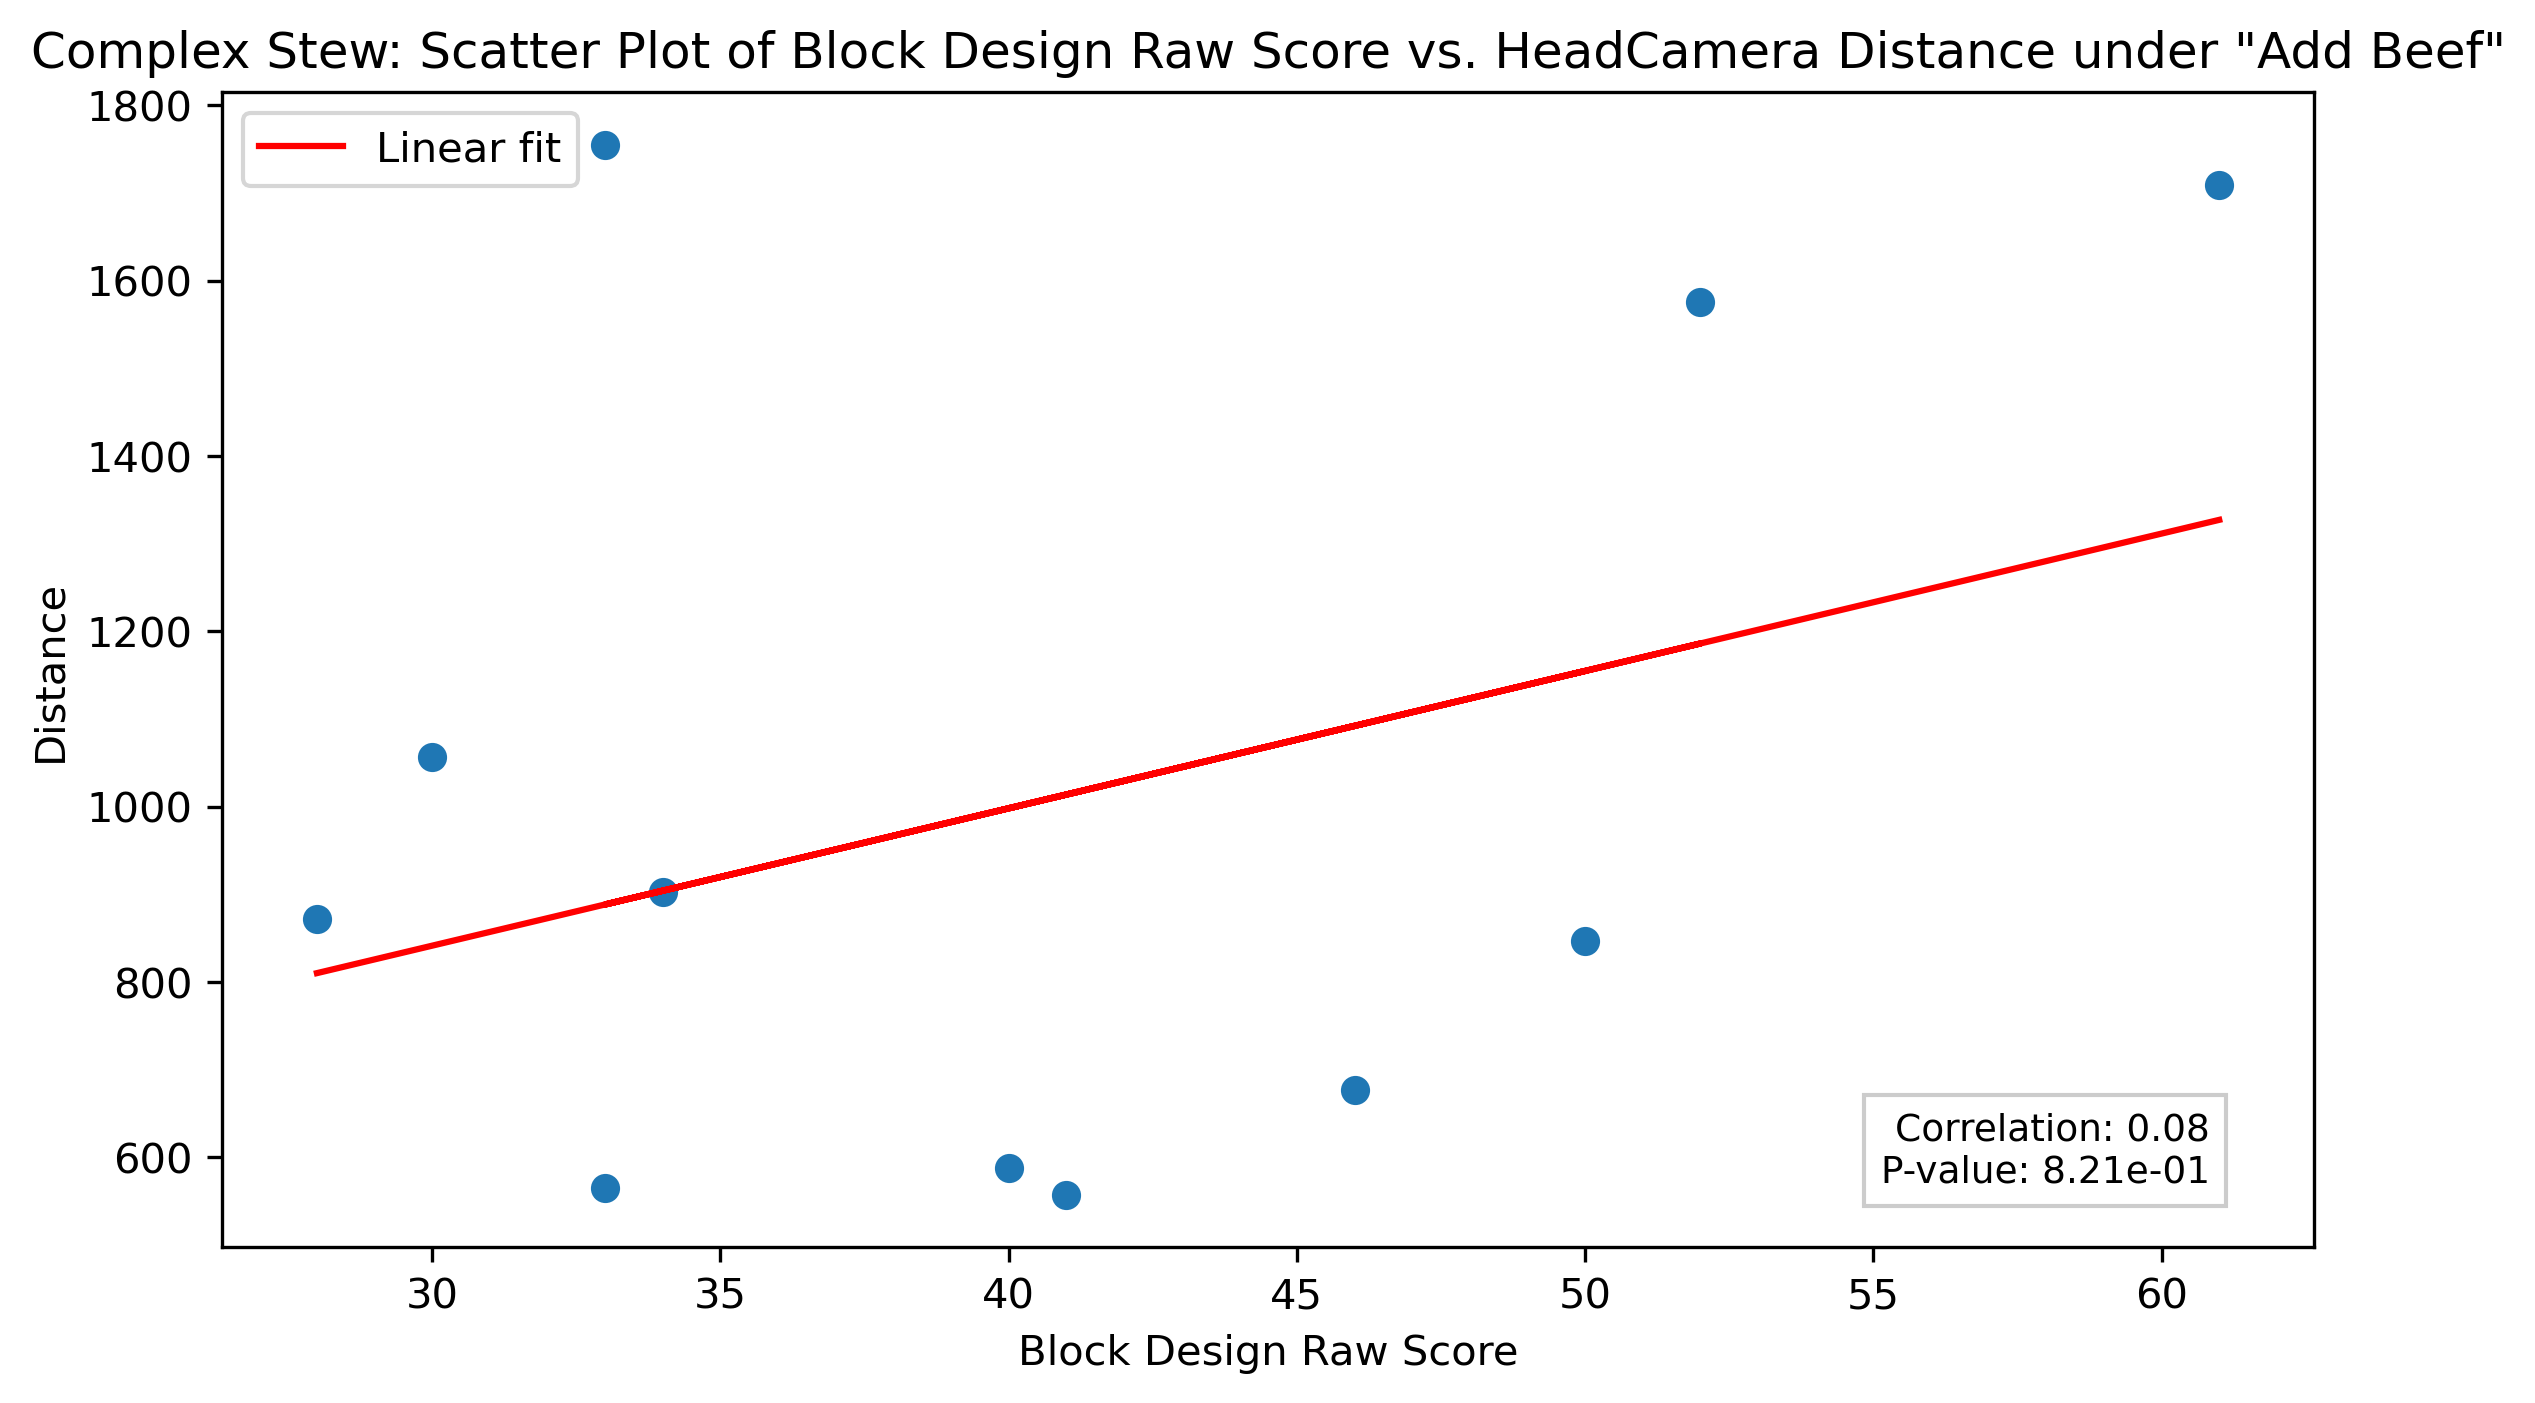 Complex Stew: Scatter Plot of Block Design Raw Score vs. HeadCamera Distance under "Add Beef"
Linear fit
1800
1600
1400
1200
1000
800
600
Distance
Correlation: 0.08
P-value: 8.21e-01
30 35 40 45 50 55 60
Block Design Raw Score